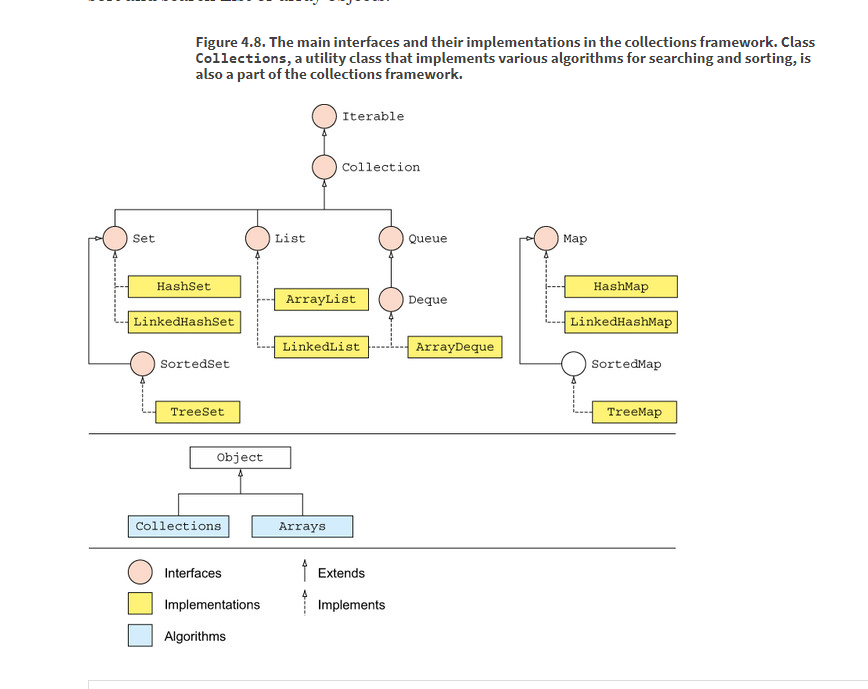 Figure 4.8. The main interfaces and their implementations in the collections framework. Class
Collections, a utility class that implements various algorithms for searching and sorting, is
also a part of the collections framework.
Iterable
Collection
Set
List
Queue
Map
HashSet
ArrayList
Deque
HashMap
LinkedHashSet
LinkedHashMap
LinkedList
ArrayDeque
SortedSet
SortedMap
TreeSet
TreeMap
Object
Collections
Arrays
Interfaces
Extends
Implementations
Implements
Algorithms